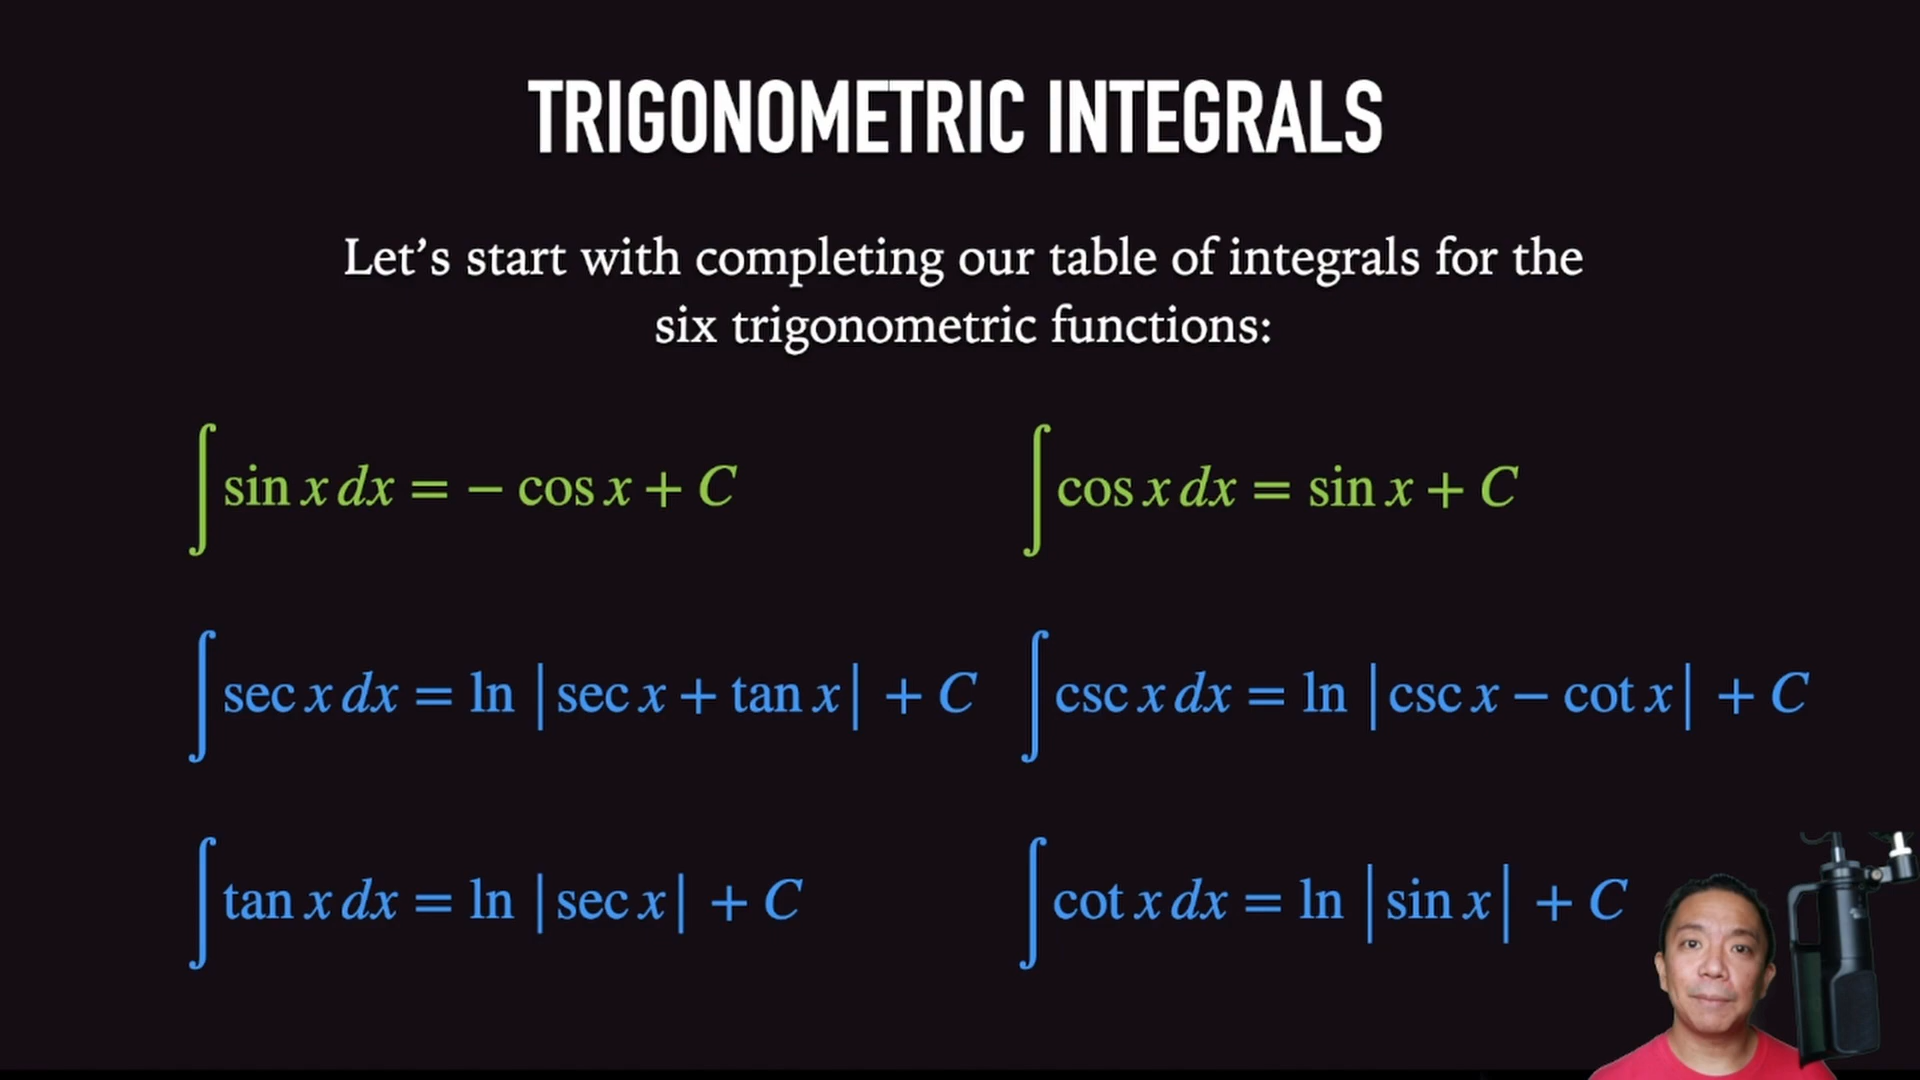 TRIGONOMETRIC INTEGRALS
Let’s start with completing our table of integrals for the
six trigonometric functions:
∫ sin x dx = − cos x + C
∫ cos x dx = sin x + C
∫ sec x dx = ln |sec x + tan x| + C
∫ csc x dx = ln |csc x − cot x| + C
∫ tan x dx = ln |sec x| + C
∫ cot x dx = ln |sin x| + C